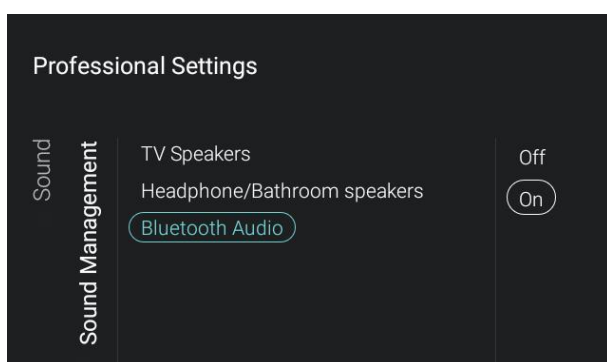 Professional Settings
Sound
Sound Management
TV Speakers
Headphone/Bathroom speakers
Bluetooth Audio
Off
On